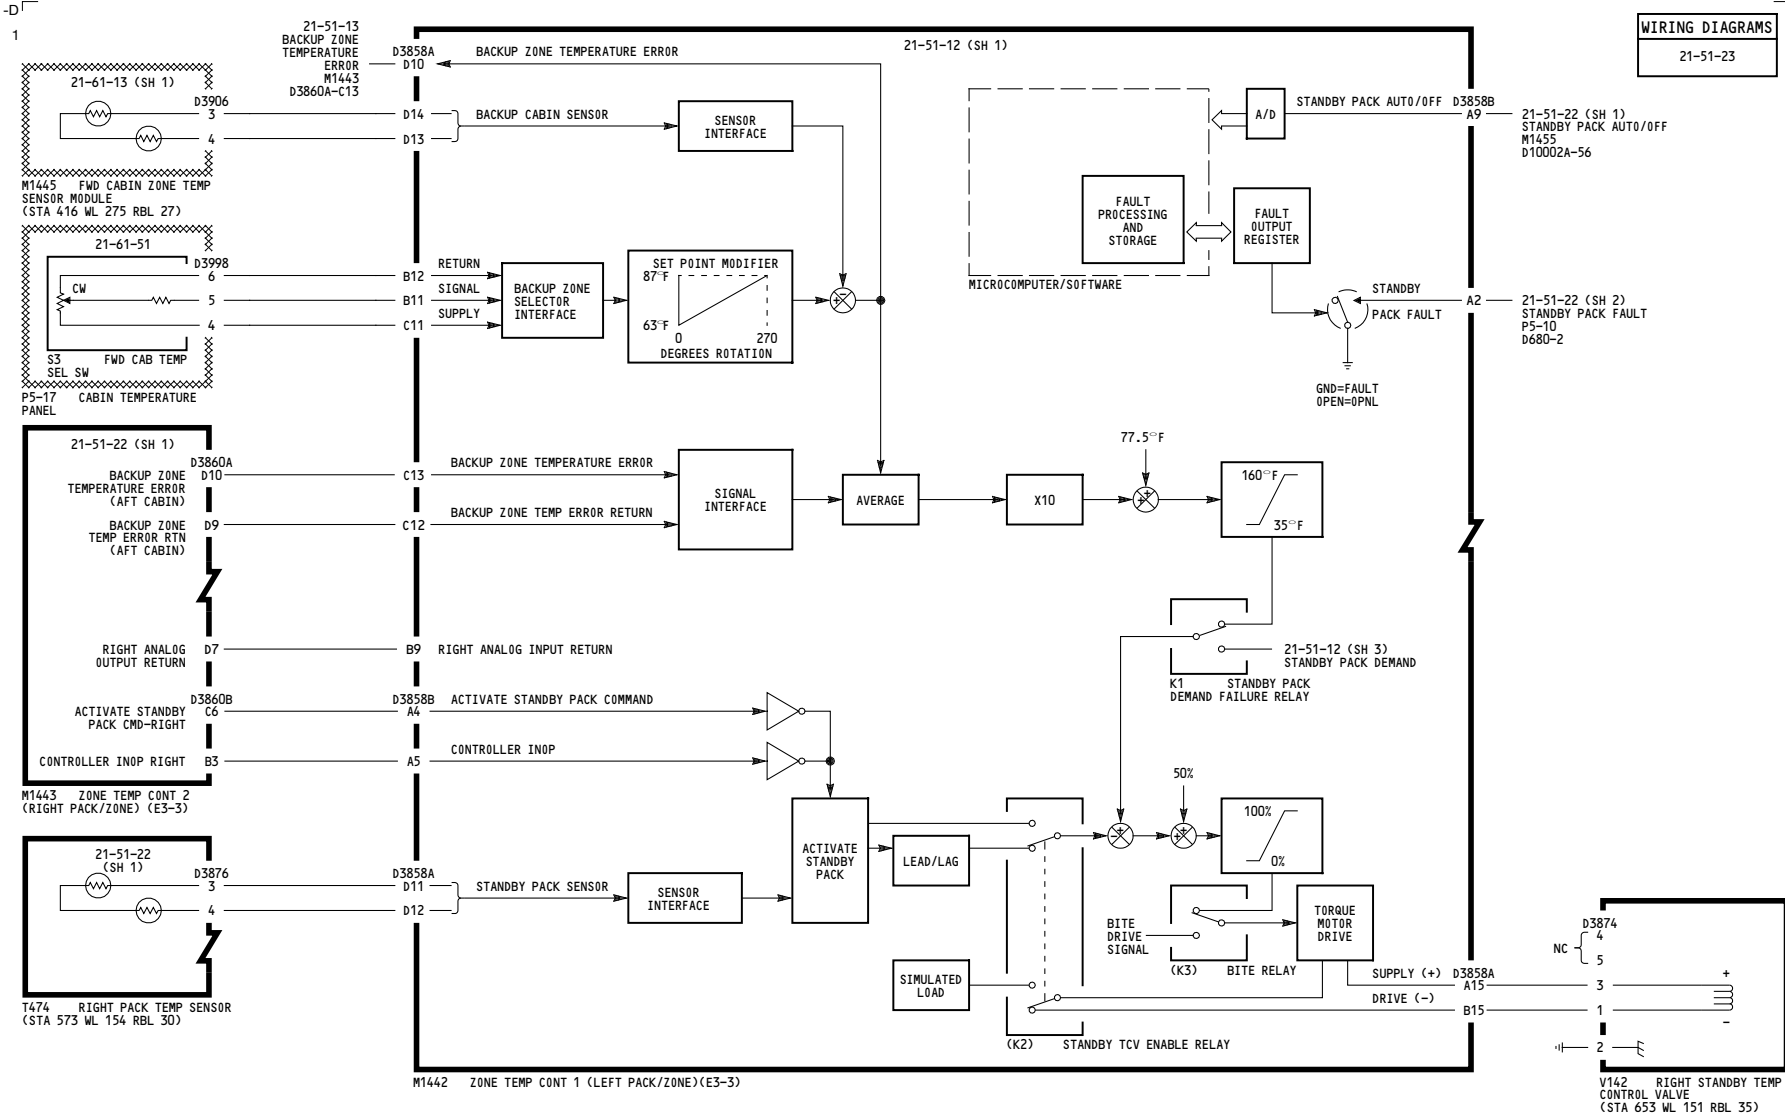 -D
1
WIRING DIAGRAMS
21-51-23
21-51-13
BACKUP ZONE
TEMPERATURE
ERROR
M1443
D3860A-C13
D3858A
D10
BACKUP ZONE TEMPERATURE ERROR
21-51-12 (SH 1)
21-61-13 (SH 1)
D3906
3
4
D14
D13
BACKUP CABIN SENSOR
SENSOR
INTERFACE
M1445 FWD CABIN ZONE TEMP
SENSOR MODULE
(STA 416 WL 275 RBL 27)
A/D
STANDBY PACK AUTO/OFF D3858B
A9
21-51-22 (SH 1)
STANDBY PACK AUTO/OFF
M1455
D10002A-56
FAULT
PROCESSING
AND
STORAGE
FAULT
OUTPUT
REGISTER
MICROCOMPUTER/SOFTWARE
STANDBY
PACK FAULT
A2
21-51-22 (SH 2)
STANDBY PACK FAULT
P5-10
D680-2
GND=FAULT
OPEN=OPNL
21-61-51
D3998
CW
6
5
4
S3 FWD CAB TEMP
SEL SW
P5-17 CABIN TEMPERATURE
PANEL
B12
B11
C11
RETURN
SIGNAL
SUPPLY
BACKUP ZONE
SELECTOR
INTERFACE
SET POINT MODIFIER
87°F
63°F
0 270
DEGREES ROTATION
+
-
21-51-22 (SH 1)
D3860A
BACKUP ZONE D10
TEMPERATURE ERROR
(AFT CABIN)
BACKUP ZONE D9
TEMP ERROR RTN
(AFT CABIN)
C13
BACKUP ZONE TEMPERATURE ERROR
C12
BACKUP ZONE TEMP ERROR RETURN
SIGNAL
INTERFACE
AVERAGE
X10
77.5°F
+
+
160°F
35°F
RIGHT ANALOG D7
OUTPUT RETURN
B9 RIGHT ANALOG INPUT RETURN
D3860B
ACTIVATE STANDBY C6
PACK CMD-RIGHT
D3858B
A4
ACTIVATE STANDBY PACK COMMAND
CONTROLLER INOP RIGHT B3
A5
CONTROLLER INOP
M1443 ZONE TEMP CONT 2
(RIGHT PACK/ZONE) (E3-3)
21-51-12 (SH 3)
STANDBY PACK DEMAND
K1 STANDBY PACK
DEMAND FAILURE RELAY
21-51-22
(SH 1)
D3876
3
4
T474 RIGHT PACK TEMP SENSOR
(STA 573 WL 154 RBL 30)
D3858A
D11
D12
STANDBY PACK SENSOR
SENSOR
INTERFACE
ACTIVATE
STANDBY
PACK
LEAD/LAG
SIMULATED
LOAD
(K2) STANDBY TCV ENABLE RELAY
+
-
50%
+
+
100%
0%
BITE
DRIVE
SIGNAL
(K3) BITE RELAY
TORQUE
MOTOR
DRIVE
SUPPLY (+) D3858A
A15
DRIVE (-)
B15
D3874
NC
4
5
3
1
2
+
-
M1442 ZONE TEMP CONT 1 (LEFT PACK/ZONE)(E3-3)
V142 RIGHT STANDBY TEMP
CONTROL VALVE
(STA 653 WL 151 RBL 35)